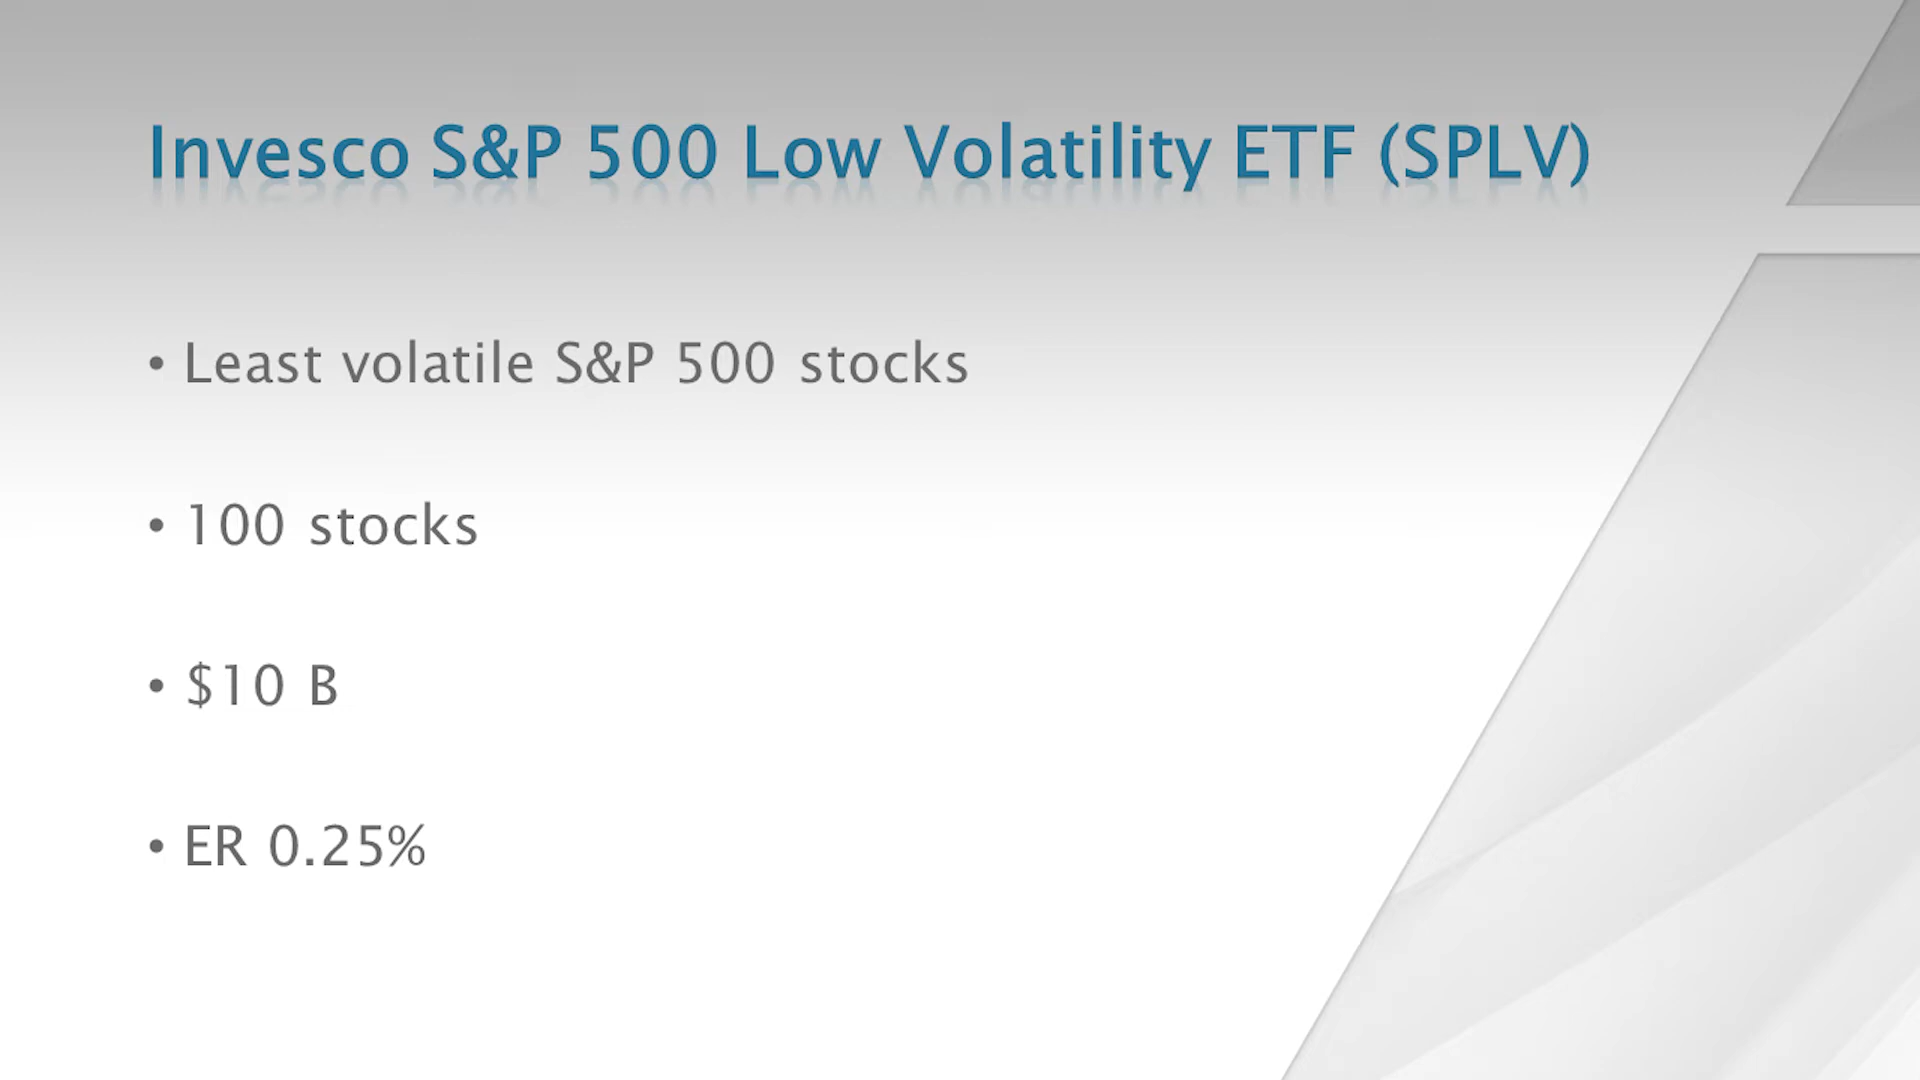 Invesco S&P 500 Low Volatility ETF (SPLV)
• Least volatile S&P 500 stocks
• 100 stocks
• $10 B
• ER 0.25%